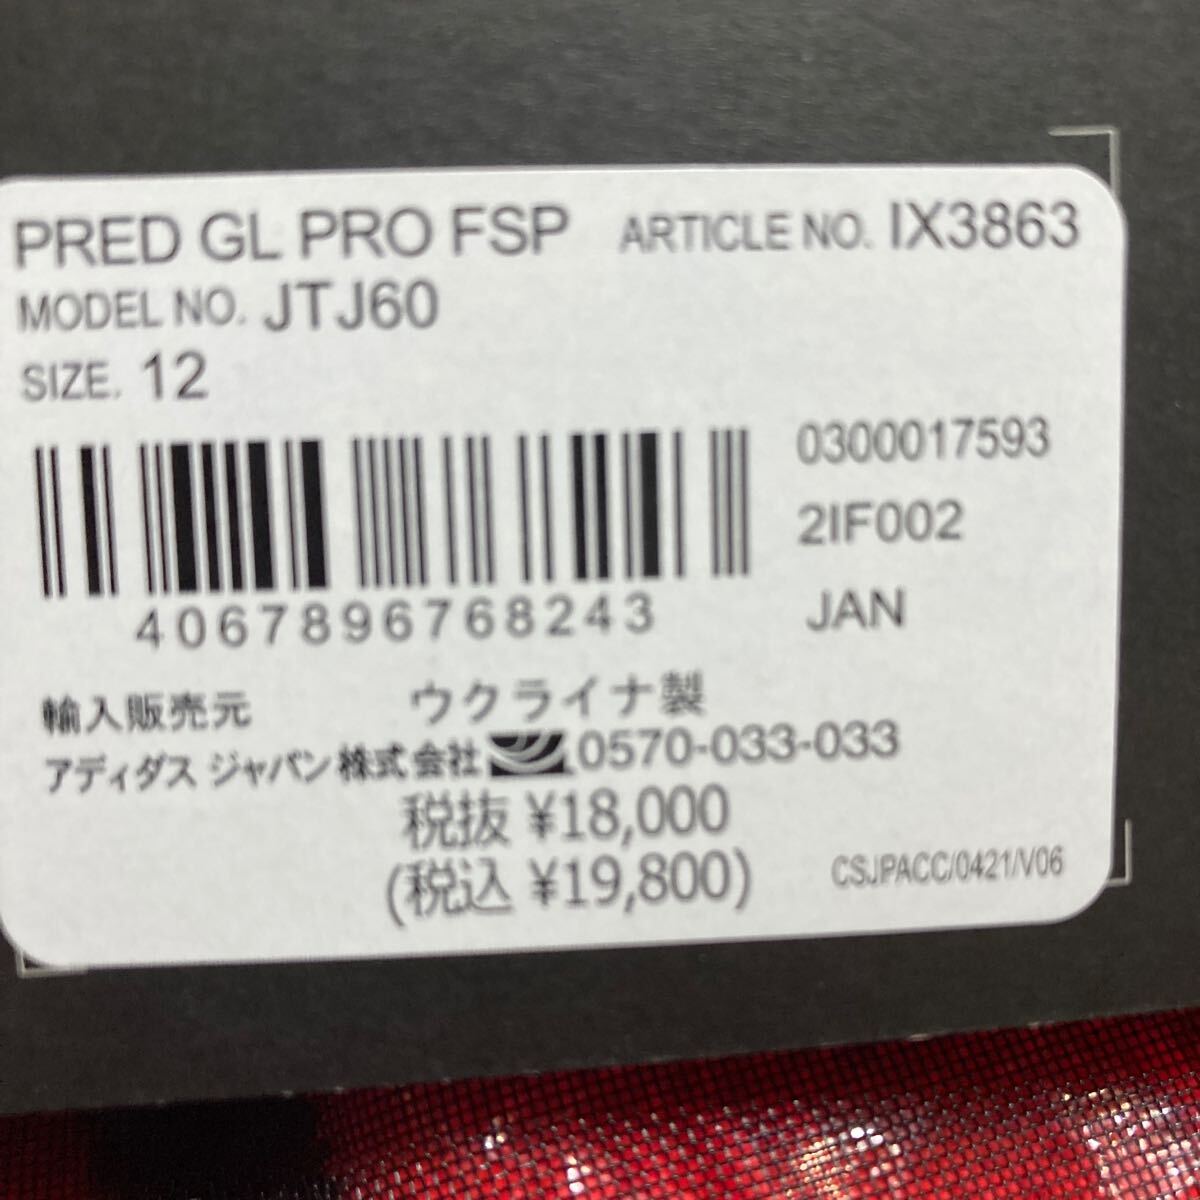 PRED GL PRO FSP ARTICLE NO. IX3863
MODEL NO. JTJ60
SIZE. 12
0300017593
2IF002
4067896768243
JAN
輸入販売元 ウクライナ製
アディダス ジャパン株式会社 0570-033-033
税抜 ¥18,000
(税込 ¥19,800)
CSJPACC/0421/V06